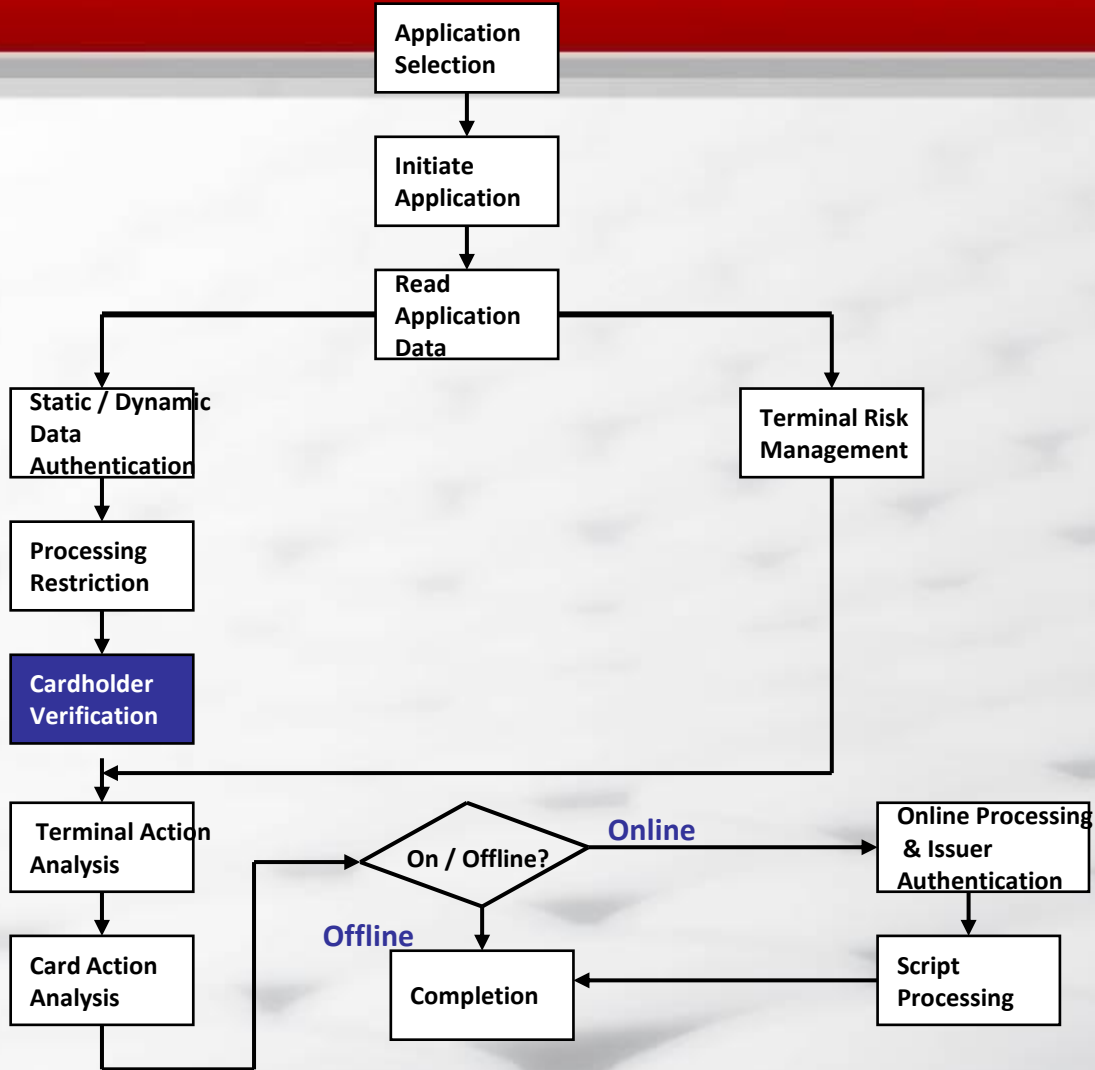 Application
Selection
Initiate
Application
Read
Application
Data
Static / Dynamic
Data
Authentication
Terminal Risk
Management
Processing
Restriction
Cardholder
Verification
Terminal Action
Analysis
On / Offline?
Online
Online Processing
& Issuer
Authentication
Offline
Card Action
Analysis
Completion
Script
Processing